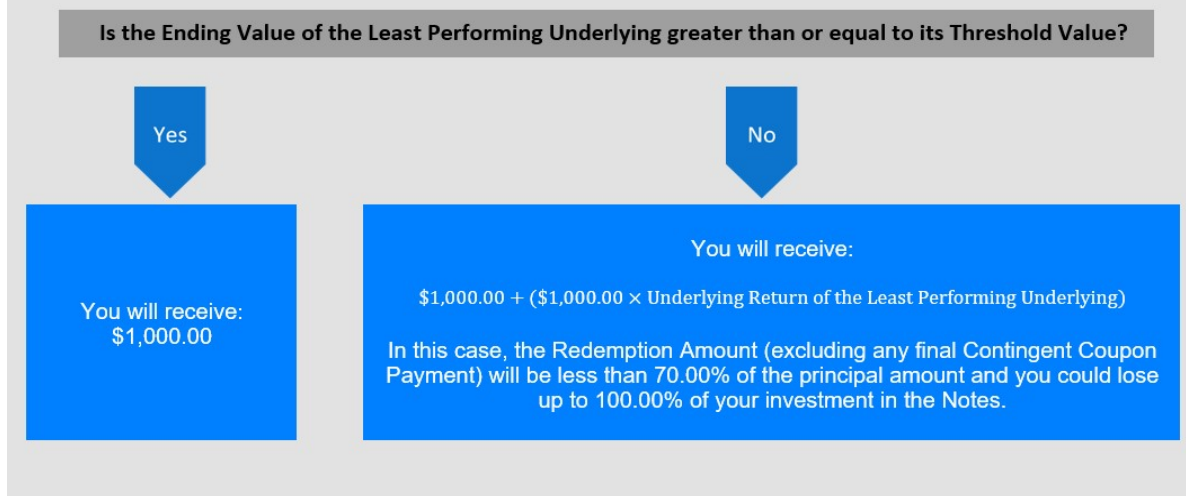 Is the Ending Value of the Least Performing Underlying greater than or equal to its Threshold Value?
Yes
No
You will receive:
$1,000.00
You will receive:
$1,000.00 + ($1,000.00 × Underlying Return of the Least Performing Underlying)
In this case, the Redemption Amount (excluding any final Contingent Coupon
Payment) will be less than 70.00% of the principal amount and you could lose
up to 100.00% of your investment in the Notes.